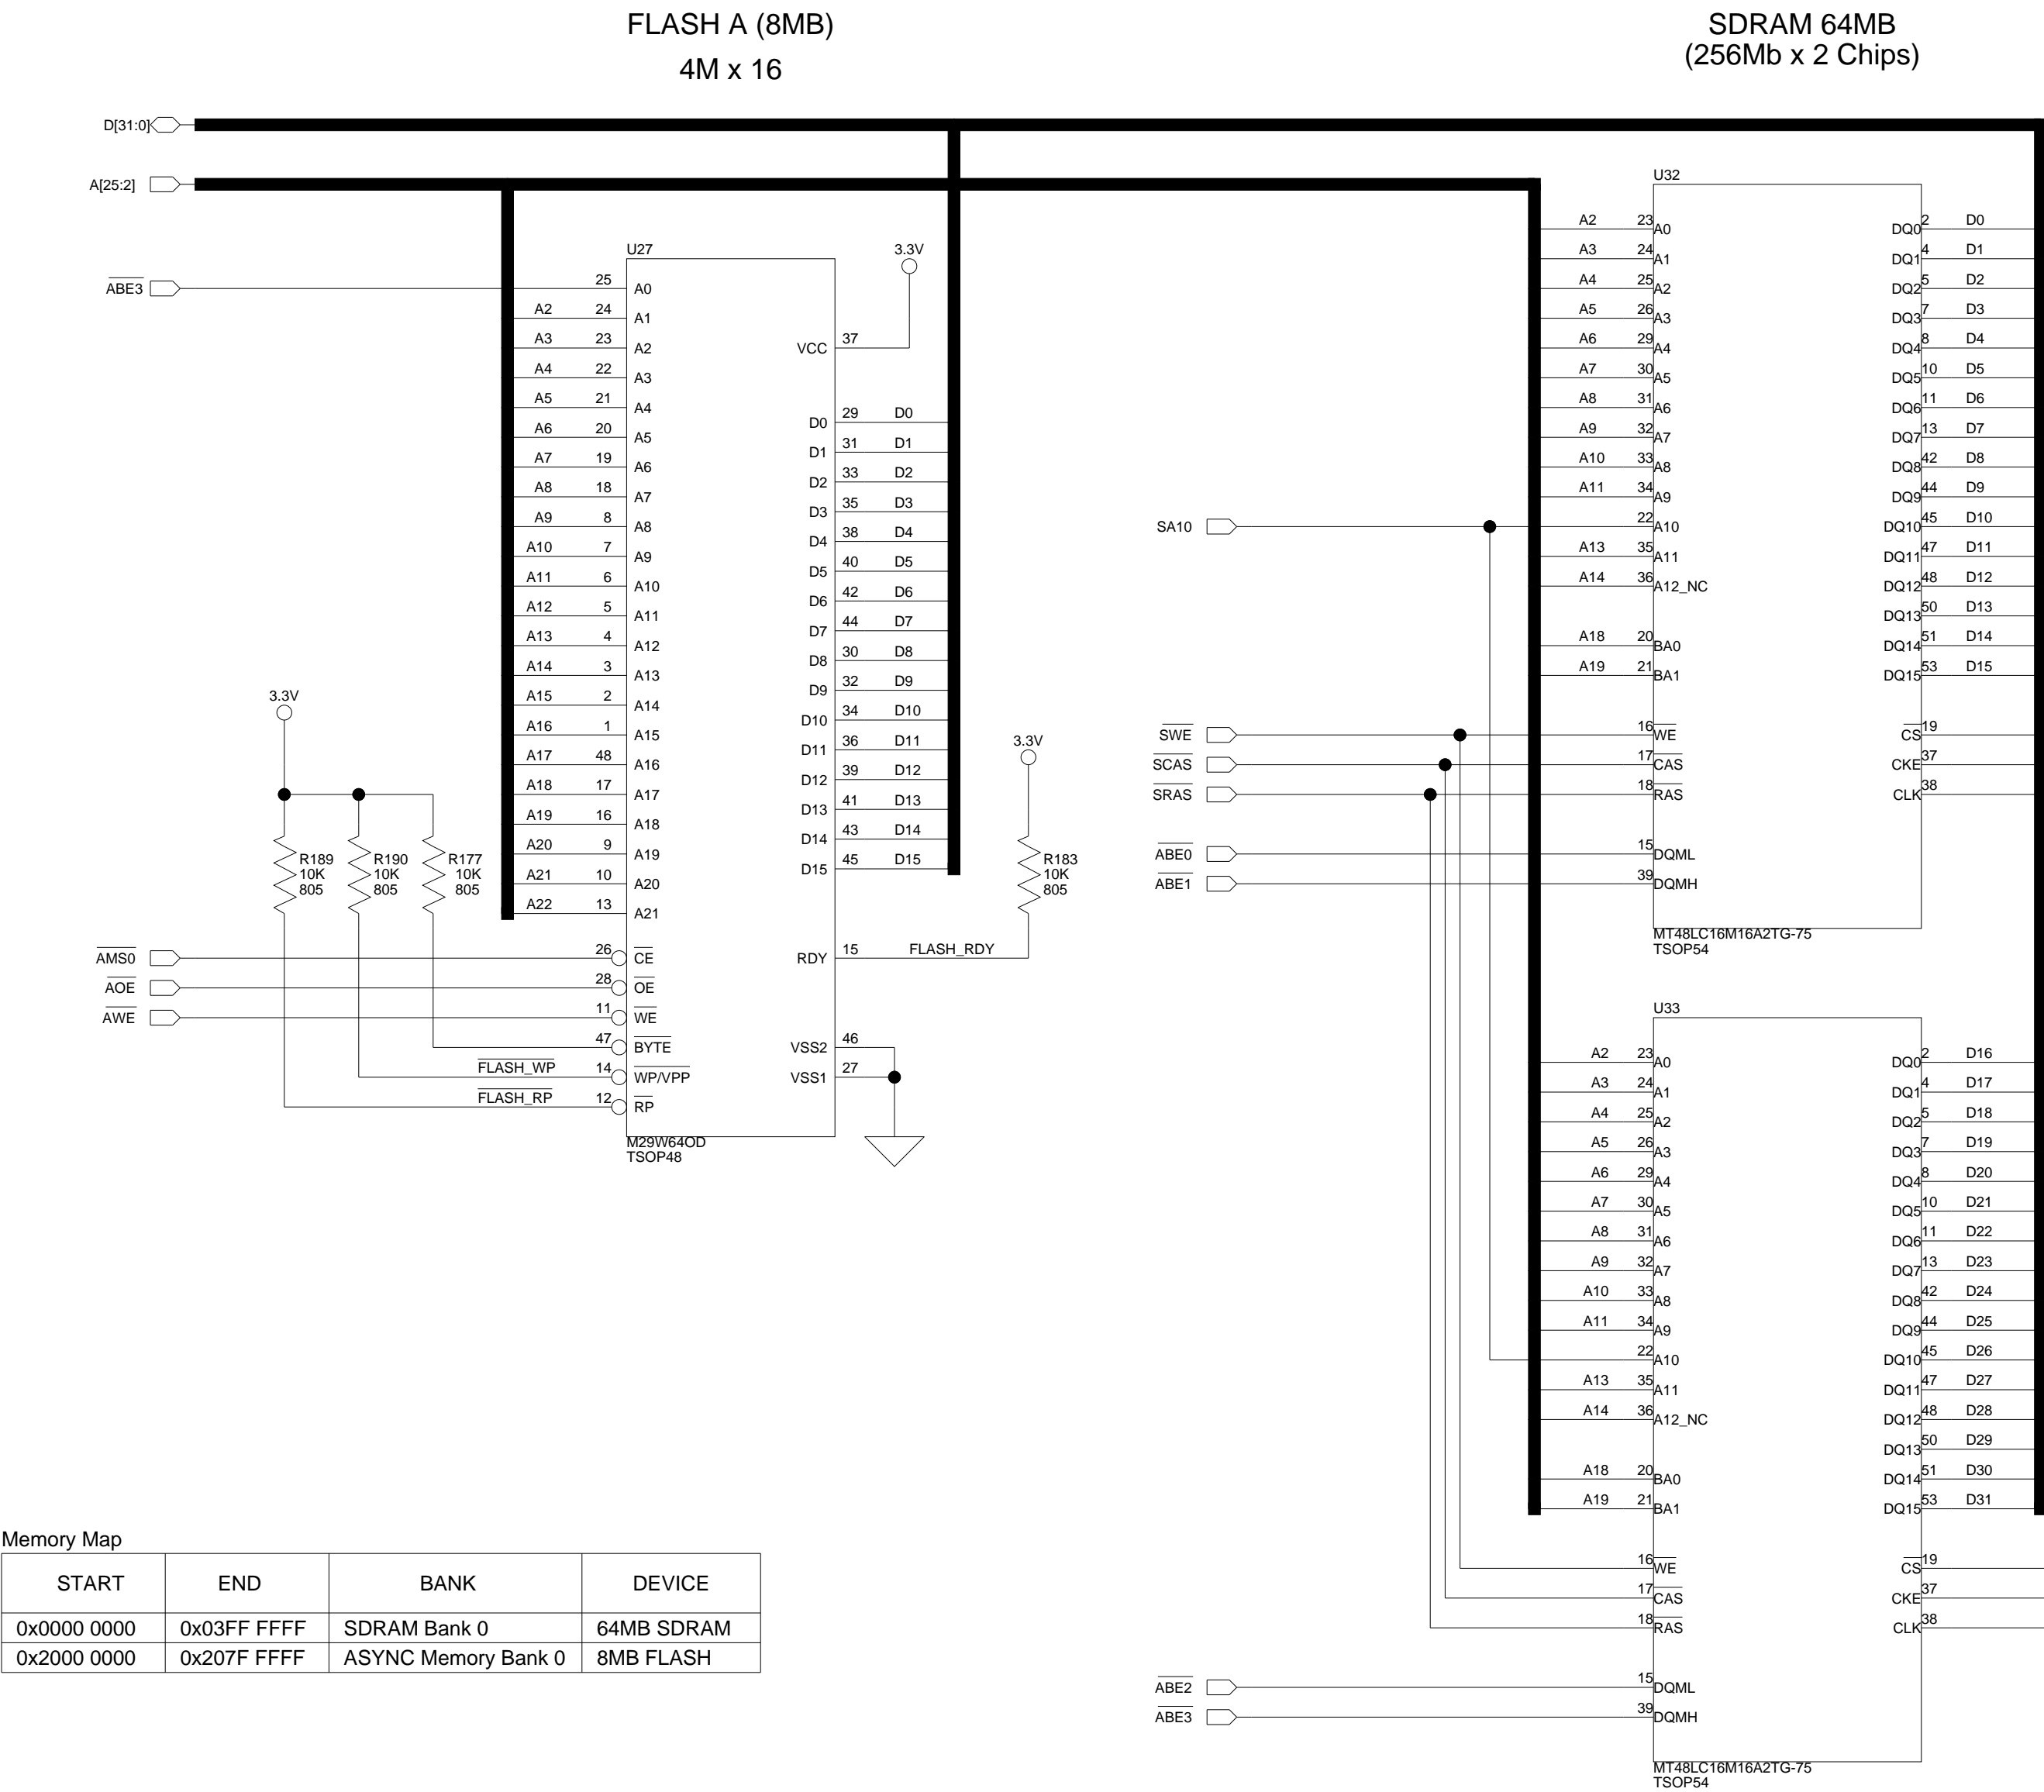 FLASH A (8MB)
4M x 16
SDRAM 64MB
(256Mb x 2 Chips)
D[31:0]
A[25:2]
ABE3
U27
3.3V
25 A0
A2 24 A1
A3 23 A2
A4 22 A3
A5 21 A4
A6 20 A5
A7 19 A6
A8 18 A7
A9 8 A8
A10 7 A9
A11 6 A10
A12 5 A11
A13 4 A12
A14 3 A13
A15 2 A14
A16 1 A15
A17 48 A16
A18 17 A17
A19 16 A18
A20 9 A19
A21 10 A20
A22 13 A21
VCC 37
D0 29 D0
D1 31 D1
D2 33 D2
D3 35 D3
D4 38 D4
D5 40 D5
D6 42 D6
D7 44 D7
D8 30 D8
D9 32 D9
D10 34 D10
D11 36 D11
D12 39 D12
D13 41 D13
D14 43 D14
D15 45 D15
3.3V
R189
10K
805
R190
10K
805
R177
10K
805
3.3V
R183
10K
805
AMS0 26 CE
AOE 28 OE
AWE 11 WE
47 BYTE
FLASH_WP 14 WP/VPP
FLASH_RP 12 RP
RDY 15 FLASH_RDY
VSS2 46
VSS1 27
M29W64OD
TSOP48
U32
A2 23 A0
A3 24 A1
A4 25 A2
A5 26 A3
A6 29 A4
A7 30 A5
A8 31 A6
A9 32 A7
A10 33 A8
A11 34 A9
SA10 22 A10
A13 35 A11
A14 36 A12_NC
A18 20 BA0
A19 21 BA1
SWE 16 WE
SCAS 17 CAS
SRAS 18 RAS
ABE0 15 DQML
ABE1 39 DQMH
DQ0 2 D0
DQ1 4 D1
DQ2 5 D2
DQ3 7 D3
DQ4 8 D4
DQ5 10 D5
DQ6 11 D6
DQ7 13 D7
DQ8 42 D8
DQ9 44 D9
DQ10 45 D10
DQ11 47 D11
DQ12 48 D12
DQ13 50 D13
DQ14 51 D14
DQ15 53 D15
CS 19
CKE 37
CLK 38
MT48LC16M16A2TG-75
TSOP54
U33
A2 23 A0
A3 24 A1
A4 25 A2
A5 26 A3
A6 29 A4
A7 30 A5
A8 31 A6
A9 32 A7
A10 33 A8
A11 34 A9
22 A10
A13 35 A11
A14 36 A12_NC
A18 20 BA0
A19 21 BA1
16 WE
17 CAS
18 RAS
ABE2 15 DQML
ABE3 39 DQMH
DQ0 2 D16
DQ1 4 D17
DQ2 5 D18
DQ3 7 D19
DQ4 8 D20
DQ5 10 D21
DQ6 11 D22
DQ7 13 D23
DQ8 42 D24
DQ9 44 D25
DQ10 45 D26
DQ11 47 D27
DQ12 48 D28
DQ13 50 D29
DQ14 51 D30
DQ15 53 D31
CS 19
CKE 37
CLK 38
MT48LC16M16A2TG-75
TSOP54
Memory Map
START END BANK DEVICE
0x0000 0000 0x03FF FFFF SDRAM Bank 0 64MB SDRAM
0x2000 0000 0x207F FFFF ASYNC Memory Bank 0 8MB FLASH